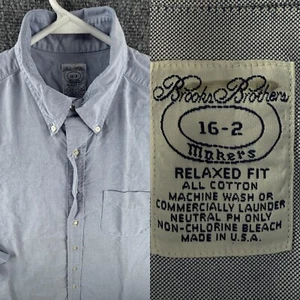 Brooks Brothers
16-2
Makers
RELAXED FIT
ALL COTTON
MACHINE WASH OR
COMMERCIALLY LAUNDER
NEUTRAL PH ONLY
NON-CHLORINE BLEACH
MADE IN U.S.A.